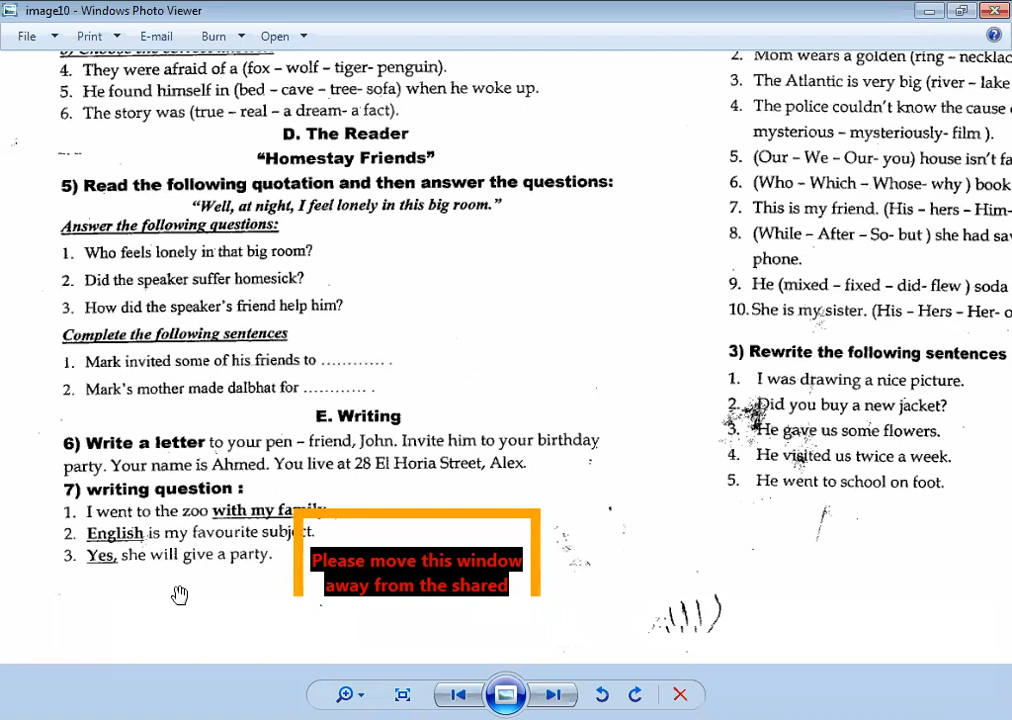 image10 - Windows Photo Viewer
File Print E-mail Burn Open
4. They were afraid of a (fox – wolf – tiger- penguin).
5. He found himself in (bed – cave – tree- sofa) when he woke up.
6. The story was (true – real – a dream- a fact).
D. The Reader
“Homestay Friends”
5) Read the following quotation and then answer the questions:
“Well, at night, I feel lonely in this big room.”
Answer the following questions:
1. Who feels lonely in that big room?
2. Did the speaker suffer homesick?
3. How did the speaker's friend help him?
Complete the following sentences
1. Mark invited some of his friends to ............ .
2. Mark's mother made dalbhat for ........... .
E. Writing
6) Write a letter to your pen – friend, John. Invite him to your birthday
party. Your name is Ahmed. You live at 28 El Horia Street, Alex.
7) writing question :
1. I went to the zoo with my family.
2. English is my favourite subject.
3. Yes, she will give a party.
Please move this window
away from the shared
2. Mom wears a golden (ring – necklac
3. The Atlantic is very big (river – lake
4. The police couldn't know the cause
mysterious – mysteriously- film ).
5. (Our – We – Our- you) house isn't fa
6. (Who – Which – Whose- why ) book
7. This is my friend. (His – hers – Him-
8. (While – After – So- but ) she had sav
phone.
9. He (mixed – fixed – did- flew ) soda
10. She is my sister. (His – Hers – Her- o
3) Rewrite the following sentences
1. I was drawing a nice picture.
2. Did you buy a new jacket?
3. He gave us some flowers.
4. He visited us twice a week.
5. He went to school on foot.